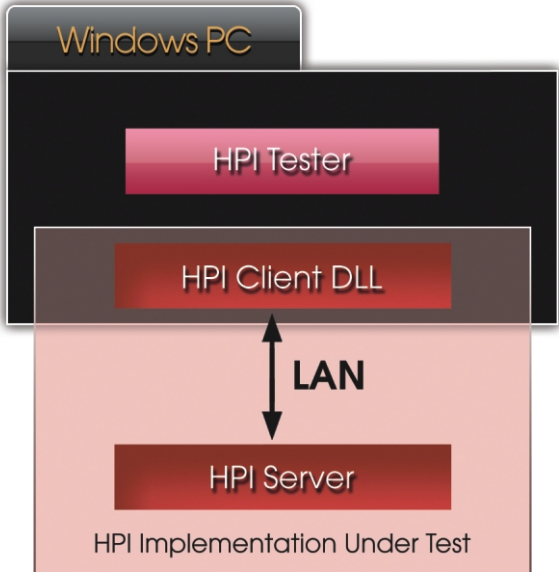 Windows PC
HPI Tester
HPI Client DLL
LAN
HPI Server
HPI Implementation Under Test